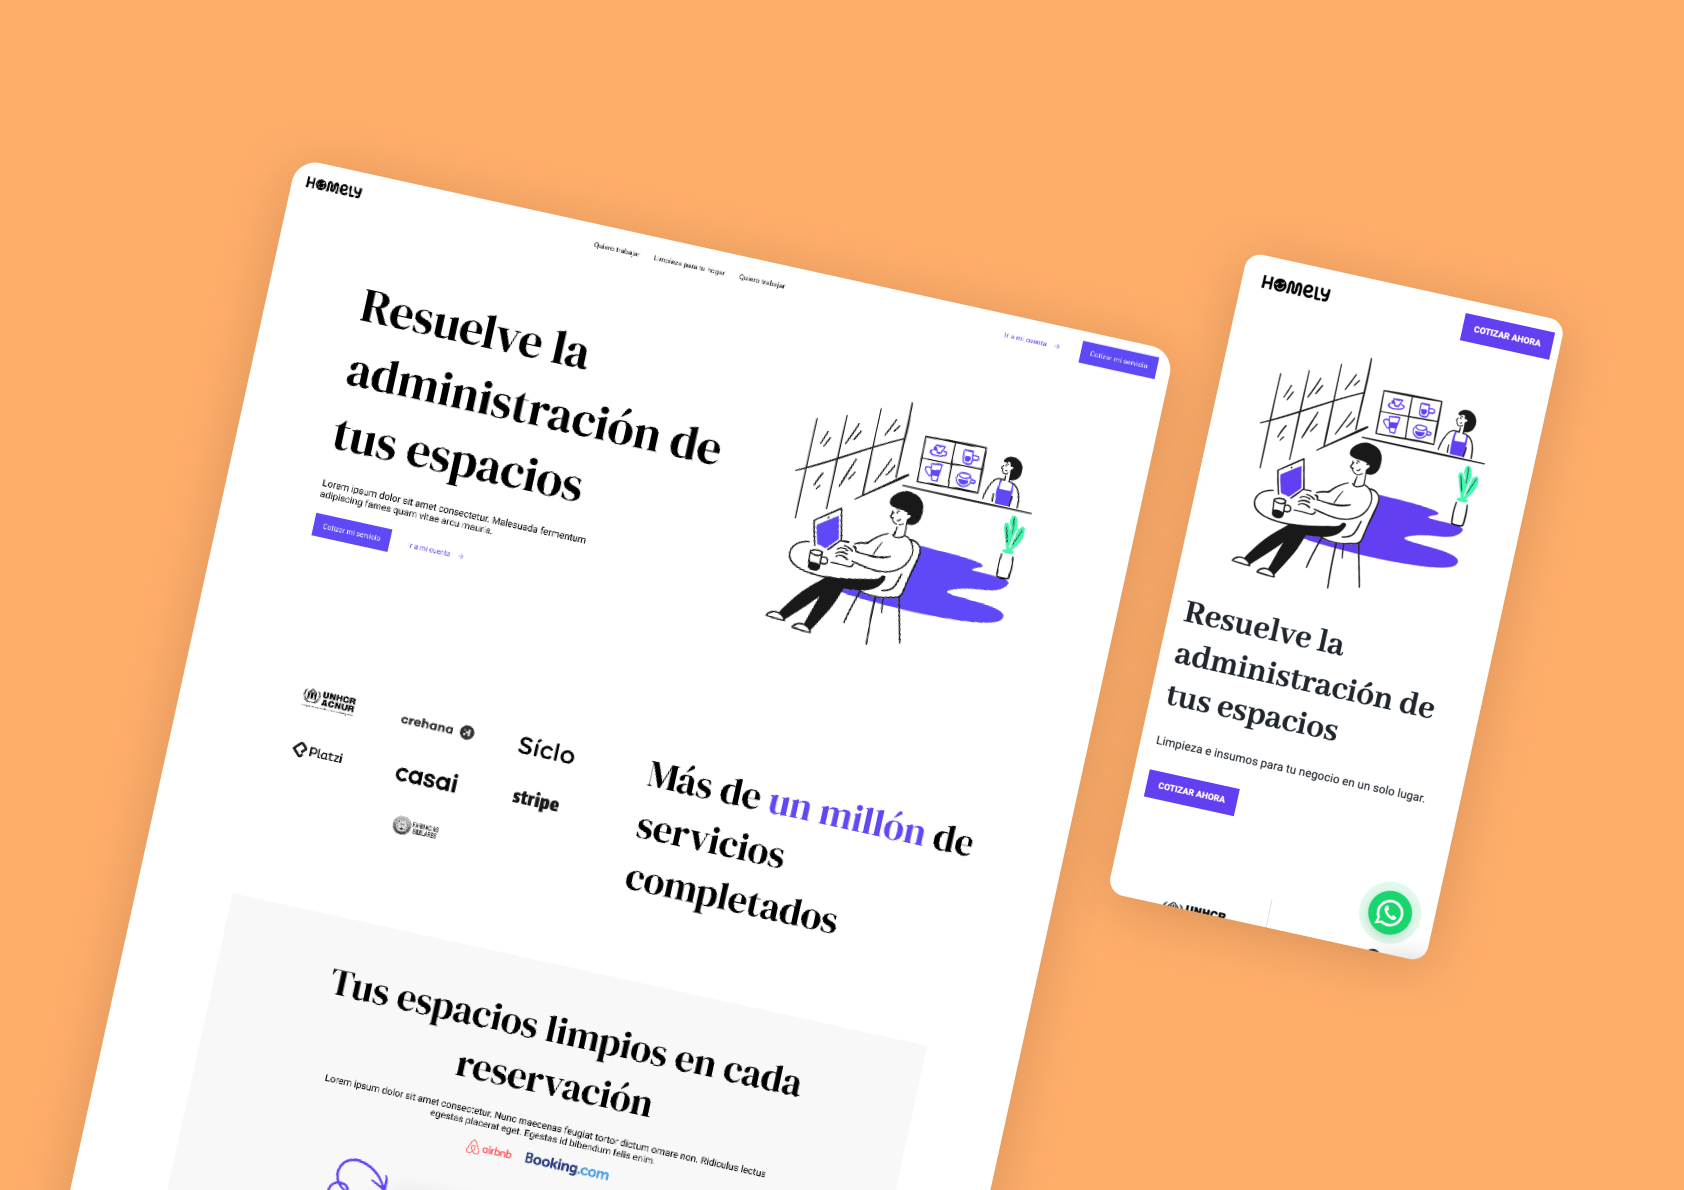 HOMELY
Quiero trabajar
Limpieza para tu hogar
Quiero trabajar
Ir a mi cuenta
Cotizar mi servicio
Resuelve la
administración de
tus espacios
Lorem ipsum dolor sit amet consectetur. Malesuada fermentum
adipiscing fames quam vitae arcu mauris.
Cotizar mi servicio
Ir a mi cuenta
UNHCR
ACNUR
crehana
Síclo
Platzi
casai
stripe
FARMACIAS
SIMILARES
Más de un millón de
servicios
completados
Tus espacios limpios en cada
reservación
Lorem ipsum dolor sit amet consectetur. Nunc maecenas feugiat tortor dictum ornare non. Ridiculus lectus
egestas placerat eget. Egestas id bibendum felis enim.
airbnb
Booking.com
HOMELY
COTIZAR AHORA
Resuelve la
administración de
tus espacios
Limpieza e insumos para tu negocio en un solo lugar.
COTIZAR AHORA
UNHCR